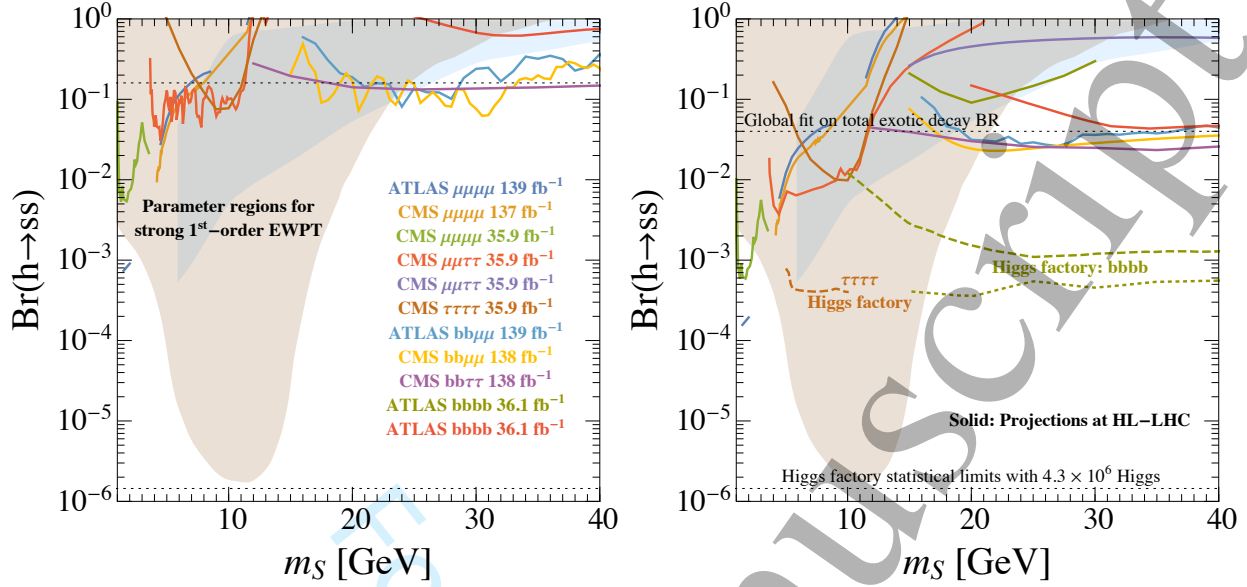 10⁰
10⁻¹
10⁻²
10⁻³
10⁻⁴
10⁻⁵
10⁻⁶
Br(h→ss)
Parameter regions for
strong 1ˢᵗ−order EWPT
ATLAS μμμμ 139 fb⁻¹
CMS μμμμ 137 fb⁻¹
CMS μμμμ 35.9 fb⁻¹
CMS μμττ 35.9 fb⁻¹
CMS μμττ 35.9 fb⁻¹
CMS ττττ 35.9 fb⁻¹
ATLAS bbμμ 139 fb⁻¹
CMS bbμμ 138 fb⁻¹
CMS bbττ 138 fb⁻¹
ATLAS bbbb 36.1 fb⁻¹
ATLAS bbbb 36.1 fb⁻¹
10 20 30 40
m_S [GeV]
10⁰
10⁻¹
10⁻²
10⁻³
10⁻⁴
10⁻⁵
10⁻⁶
Br(h→ss)
Global fit on total exotic decay BR
Higgs factory: bbbb
ττττ
Higgs factory
Solid: Projections at HL−LHC
Higgs factory statistical limits with 4.3 × 10⁶ Higgs
10 20 30 40
m_S [GeV]
uscript